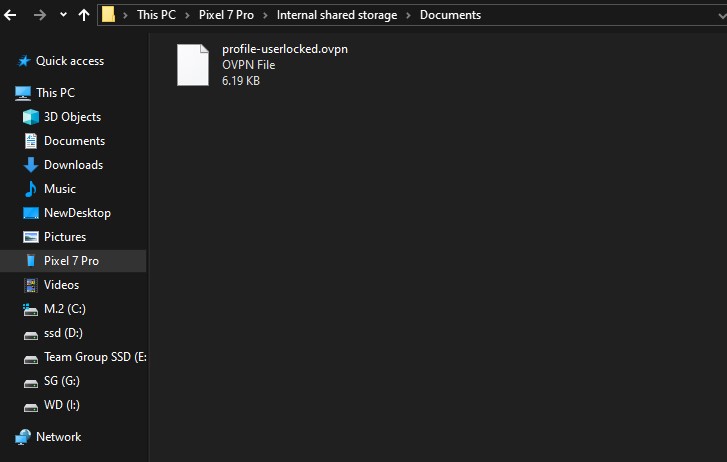 This PC > Pixel 7 Pro > Internal shared storage > Documents
profile-userlocked.ovpn
OVPN File
6.19 KB
Quick access
This PC
3D Objects
Documents
Downloads
Music
NewDesktop
Pictures
Pixel 7 Pro
Videos
M.2 (C:)
ssd (D:)
Team Group SSD (E:
SG (G:)
WD (I:)
Network